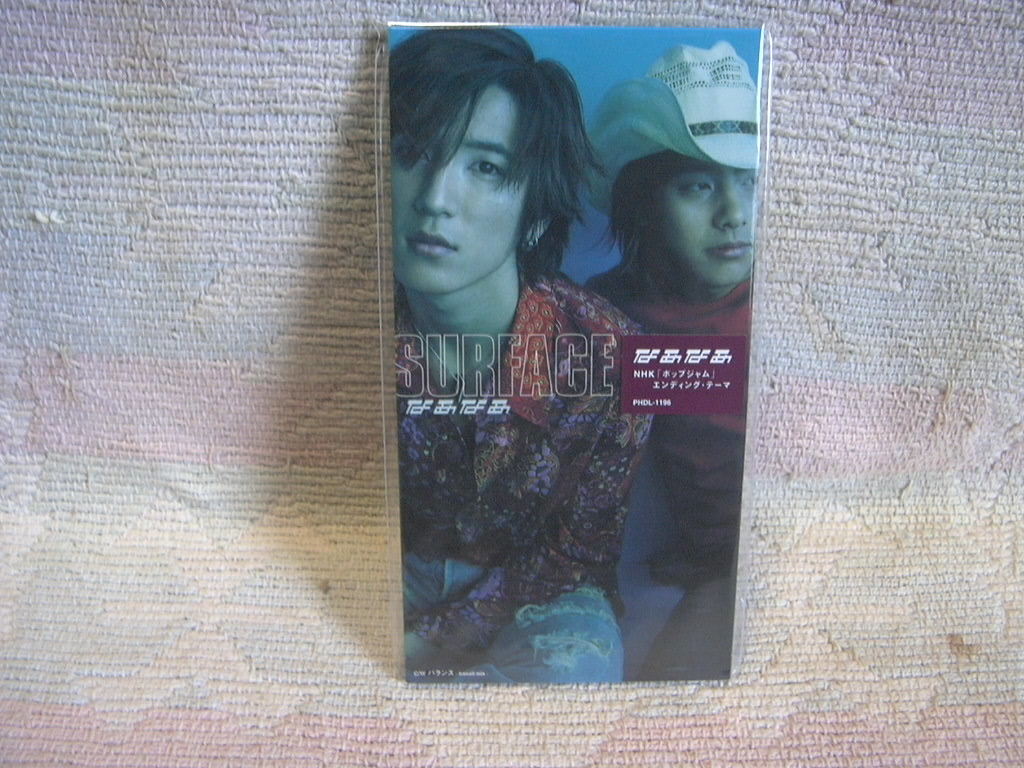 SURFACE
なあなあ
なあなあ
NHK「ポップジャム」
エンディング・テーマ
PHDL-1196
C/W バランス